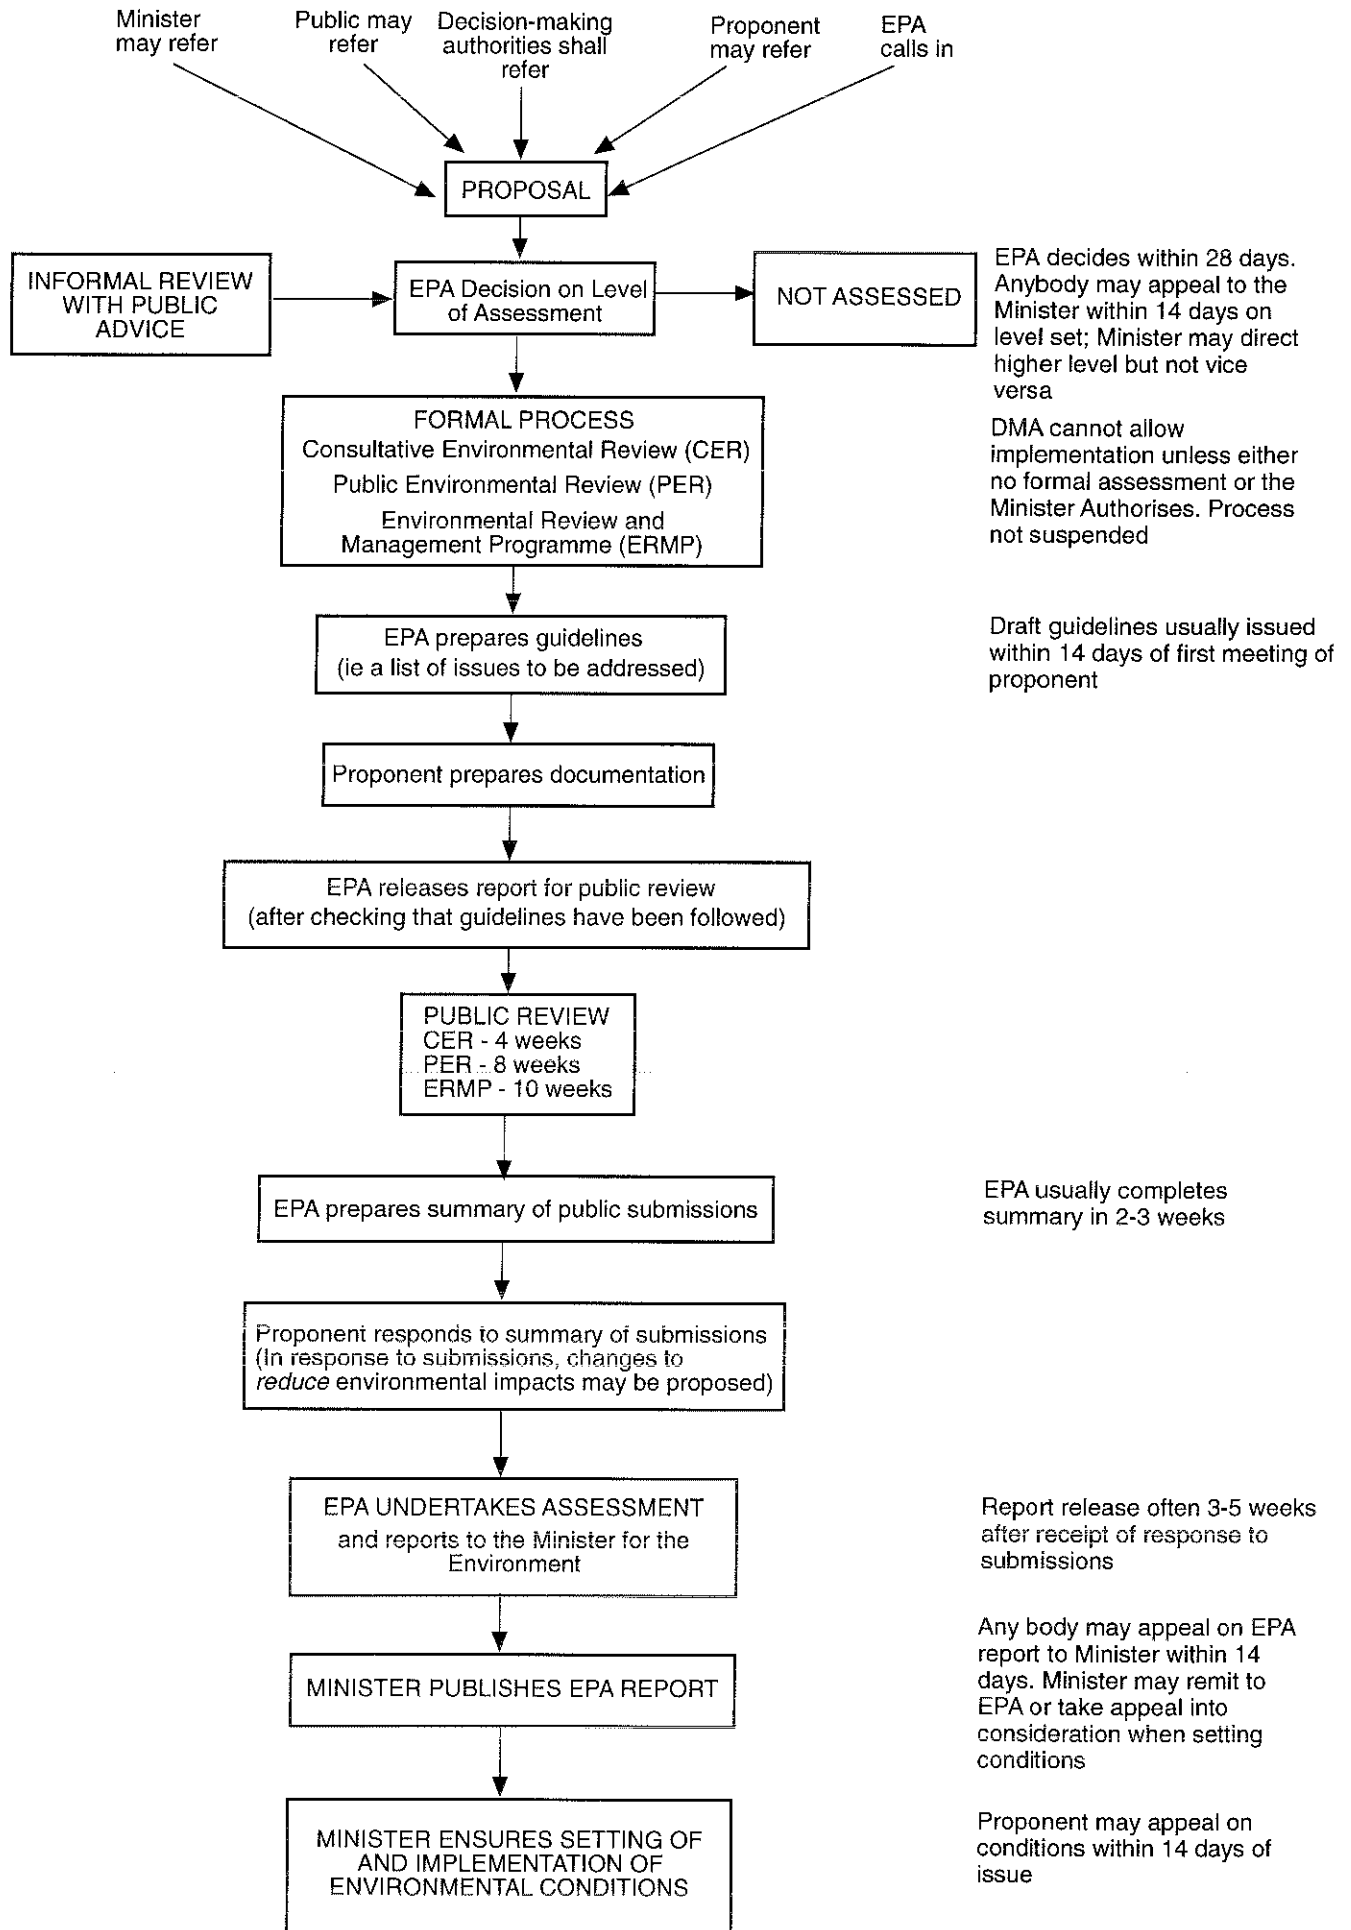 Minister
may refer
Public may
refer
Decision-making
authorities shall
refer
Proponent
may refer
EPA
calls in
PROPOSAL
INFORMAL REVIEW
WITH PUBLIC
ADVICE
EPA Decision on Level
of Assessment
NOT ASSESSED
EPA decides within 28 days.
Anybody may appeal to the
Minister within 14 days on
level set; Minister may direct
higher level but not vice
versa
FORMAL PROCESS
Consultative Environmental Review (CER)
Public Environmental Review (PER)
Environmental Review and
Management Programme (ERMP)
DMA cannot allow
implementation unless either
no formal assessment or the
Minister Authorises. Process
not suspended
EPA prepares guidelines
(ie a list of issues to be addressed)
Draft guidelines usually issued
within 14 days of first meeting of
proponent
Proponent prepares documentation
EPA releases report for public review
(after checking that guidelines have been followed)
PUBLIC REVIEW
CER - 4 weeks
PER - 8 weeks
ERMP - 10 weeks
EPA prepares summary of public submissions
EPA usually completes
summary in 2-3 weeks
Proponent responds to summary of submissions
(In response to submissions, changes to
reduce environmental impacts may be proposed)
EPA UNDERTAKES ASSESSMENT
and reports to the Minister for the
Environment
Report release often 3-5 weeks
after receipt of response to
submissions
MINISTER PUBLISHES EPA REPORT
Any body may appeal on EPA
report to Minister within 14
days. Minister may remit to
EPA or take appeal into
consideration when setting
conditions
MINISTER ENSURES SETTING OF
AND IMPLEMENTATION OF
ENVIRONMENTAL CONDITIONS
Proponent may appeal on
conditions within 14 days of
issue